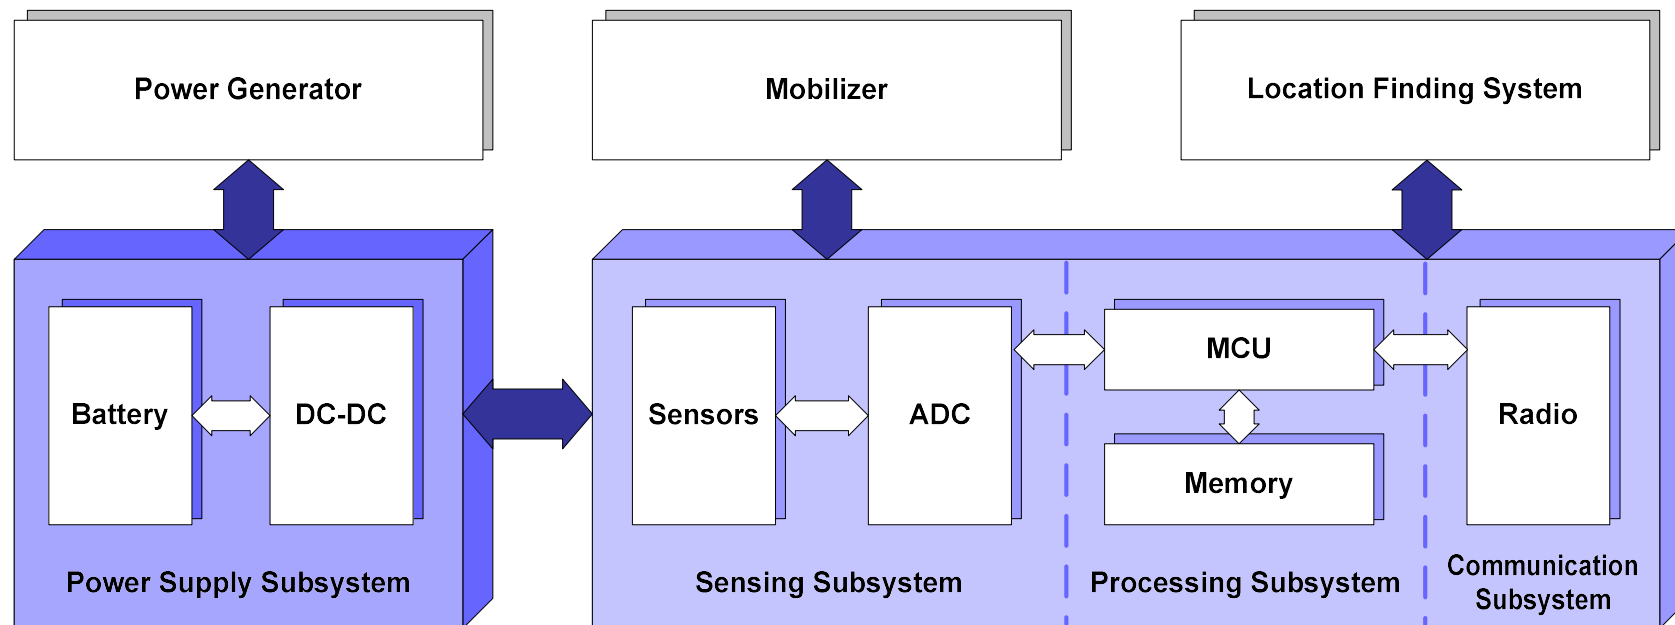 Power Generator
Mobilizer
Location Finding System
Battery
DC-DC
Sensors
ADC
MCU
Memory
Radio
Power Supply Subsystem
Sensing Subsystem
Processing Subsystem
Communication
Subsystem